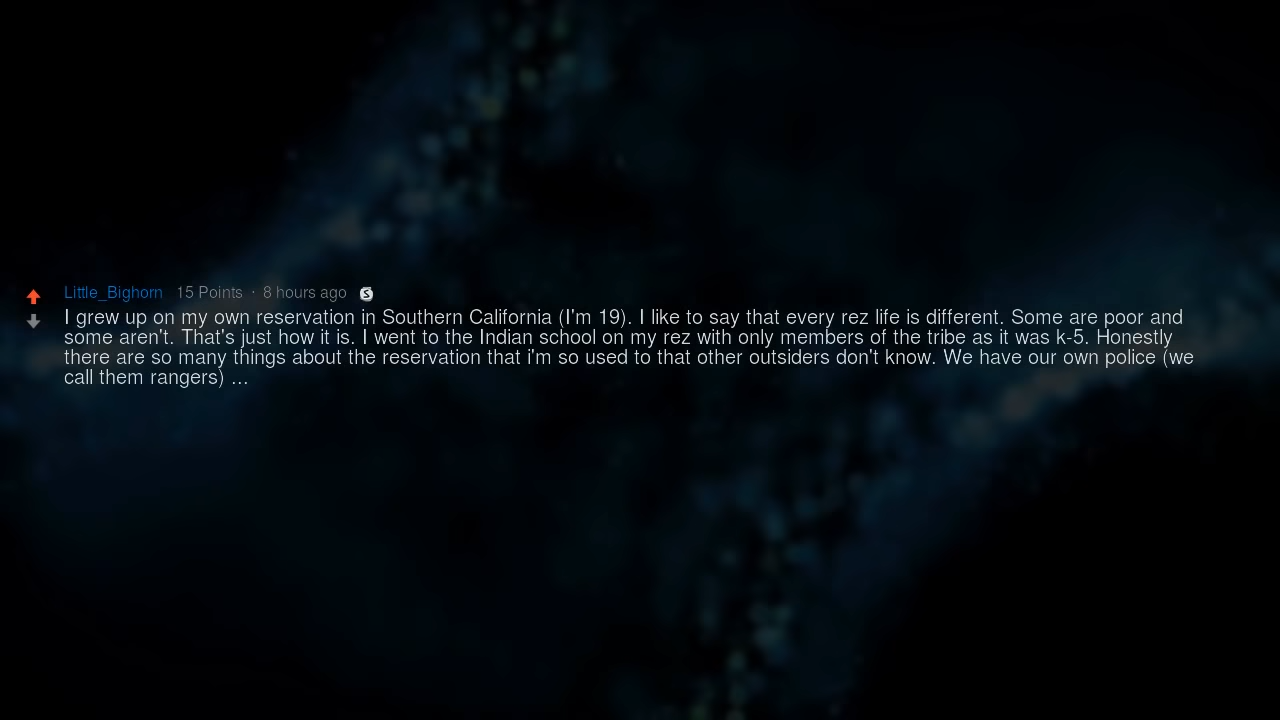 Little_Bighorn 15 Points · 8 hours ago
I grew up on my own reservation in Southern California (I'm 19). I like to say that every rez life is different. Some are poor and
some aren't. That's just how it is. I went to the Indian school on my rez with only members of the tribe as it was k-5. Honestly
there are so many things about the reservation that i'm so used to that other outsiders don't know. We have our own police (we
call them rangers) ...